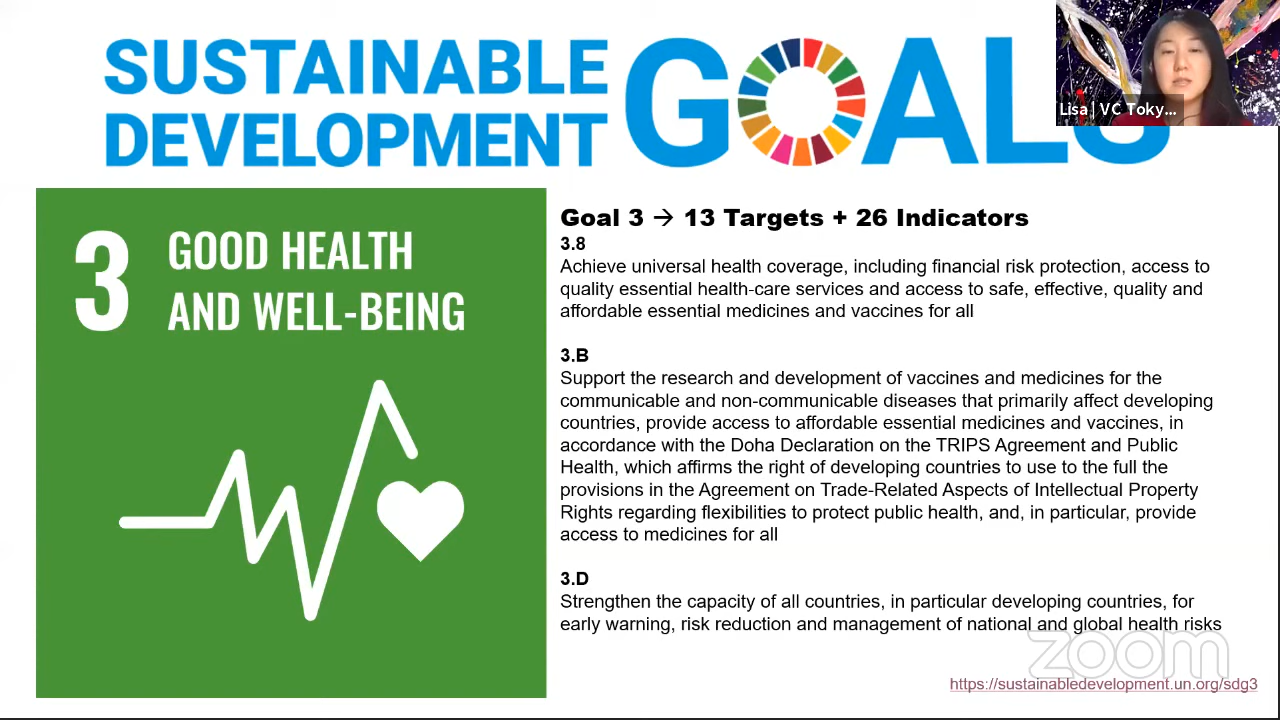 SUSTAINABLE
DEVELOPMENT
GOALS
Lisa | VC Toky...
3
GOOD HEALTH
AND WELL-BEING
Goal 3 → 13 Targets + 26 Indicators
3.8
Achieve universal health coverage, including financial risk protection, access to
quality essential health-care services and access to safe, effective, quality and
affordable essential medicines and vaccines for all
3.B
Support the research and development of vaccines and medicines for the
communicable and non-communicable diseases that primarily affect developing
countries, provide access to affordable essential medicines and vaccines, in
accordance with the Doha Declaration on the TRIPS Agreement and Public
Health, which affirms the right of developing countries to use to the full the
provisions in the Agreement on Trade-Related Aspects of Intellectual Property
Rights regarding flexibilities to protect public health, and, in particular, provide
access to medicines for all
3.D
Strengthen the capacity of all countries, in particular developing countries, for
early warning, risk reduction and management of national and global health risks
zoom
https://sustainabledevelopment.un.org/sdg3